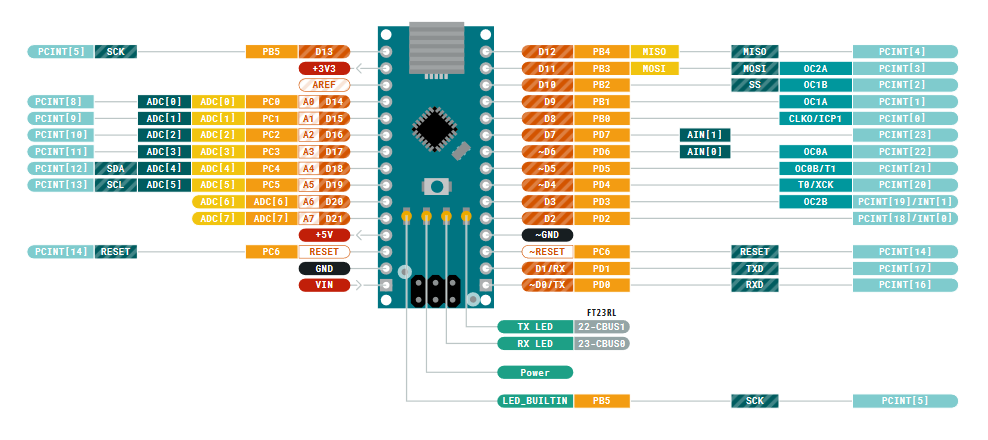 PCINT[5] SCK PB5 D13 D12 PB4 MISO MISO PCINT[4]
+3V3 D11 PB3 MOSI MOSI OC2A PCINT[3]
AREF D10 PB2 SS OC1B PCINT[2]
PCINT[8] ADC[0] ADC[0] PC0 A0 D14 D9 PB1 OC1A PCINT[1]
PCINT[9] ADC[1] ADC[1] PC1 A1 D15 D8 PB0 CLKO/ICP1 PCINT[0]
PCINT[10] ADC[2] ADC[2] PC2 A2 D16 D7 PD7 AIN[1] PCINT[23]
PCINT[11] ADC[3] ADC[3] PC3 A3 D17 ~D6 PD6 AIN[0] OC0A PCINT[22]
PCINT[12] SDA ADC[4] ADC[4] PC4 A4 D18 ~D5 PD5 OC0B/T1 PCINT[21]
PCINT[13] SCL ADC[5] ADC[5] PC5 A5 D19 ~D4 PD4 T0/XCK PCINT[20]
ADC[6] ADC[6] A6 D20 D3 PD3 OC2B PCINT[19]/INT[1]
ADC[7] ADC[7] A7 D21 D2 PD2 PCINT[18]/INT[0]
+5V ~GND
PCINT[14] RESET PC6 RESET ~RESET PC6 RESET PCINT[14]
GND D1/RX PD1 TXD PCINT[17]
VIN ~D0/TX PD0 RXD PCINT[16]
FT23RL
TX LED 22-CBUS1
RX LED 23-CBUS0
Power
LED_BUILTIN PB5 SCK PCINT[5]